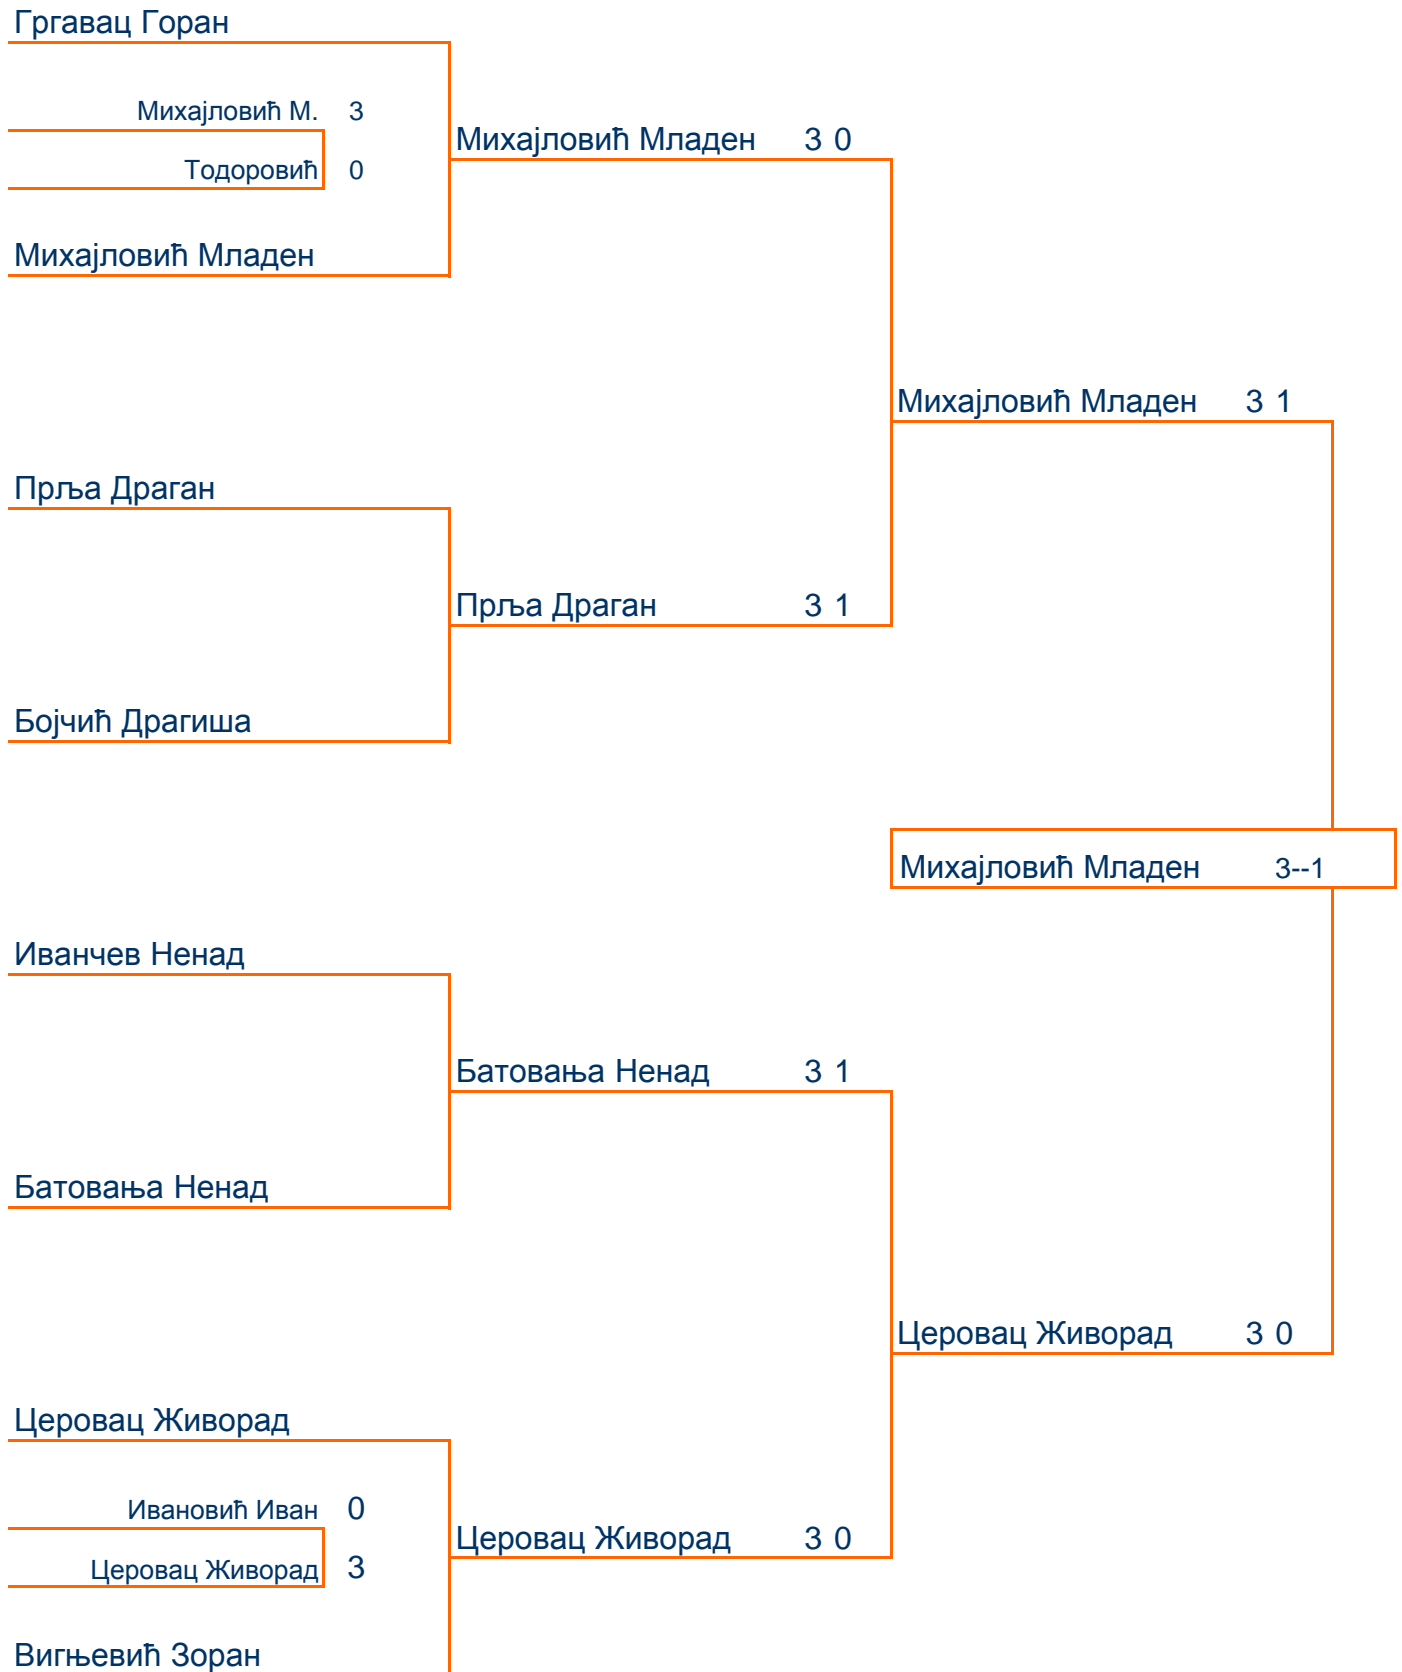 Гргавац Горан
Михајловић М. 3
Михајловић Младен 3 0
Тодоровић 0
Михајловић Младен
Михајловић Младен 3 1
Прља Драган
Прља Драган 3 1
Бојчић Драгиша
Михајловић Младен 3--1
Иванчев Ненад
Батовања Ненад 3 1
Батовања Ненад
Церовац Живорад 3 0
Церовац Живорад
Ивановић Иван 0
Церовац Живорад 3 0
Церовац Живорад 3
Вигњевић Зоран